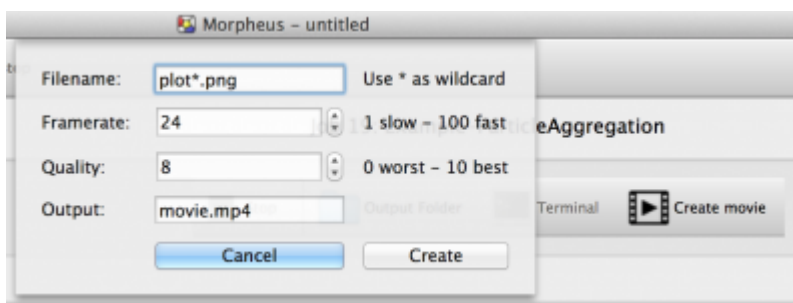 Morpheus – untitled
Filename: plot*.png Use * as wildcard
Framerate: 24 1 slow – 100 fast
eAggregation
Quality: 8 0 worst – 10 best
Output: movie.mp4 Output Folder Terminal Create movie
Cancel Create